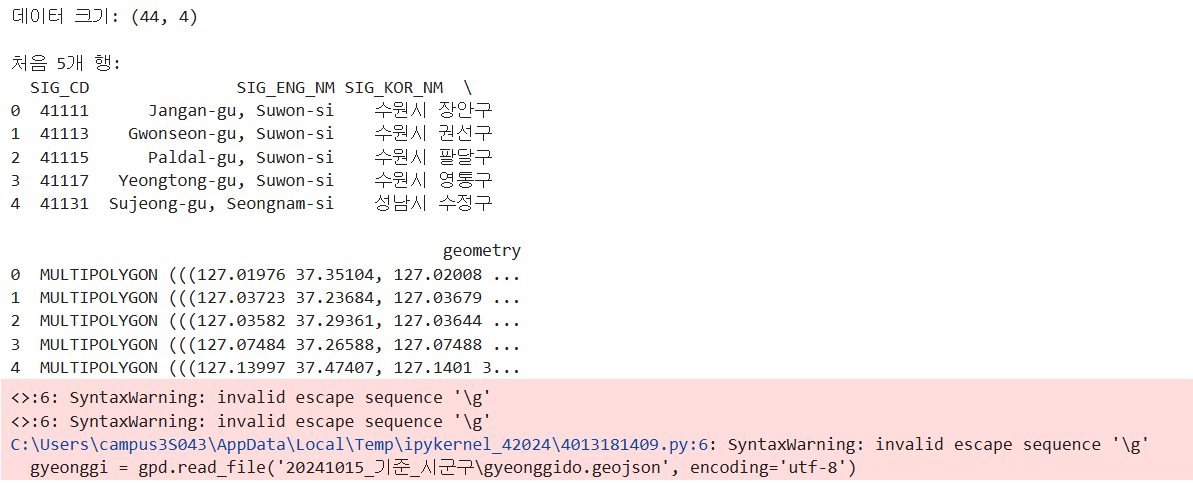 데이터 크기: (44, 4)
처음 5개 행:
SIG_CD SIG_ENG_NM SIG_KOR_NM \
0 41111 Jangan-gu, Suwon-si 수원시 장안구
1 41113 Gwonseon-gu, Suwon-si 수원시 권선구
2 41115 Paldal-gu, Suwon-si 수원시 팔달구
3 41117 Yeongtong-gu, Suwon-si 수원시 영통구
4 41131 Sujeong-gu, Seongnam-si 성남시 수정구
geometry
0 MULTIPOLYGON (((127.01976 37.35104, 127.02008 ...
1 MULTIPOLYGON (((127.03723 37.23684, 127.03679 ...
2 MULTIPOLYGON (((127.03582 37.29361, 127.03644 ...
3 MULTIPOLYGON (((127.07484 37.26588, 127.07488 ...
4 MULTIPOLYGON (((127.13997 37.47407, 127.1401 3...
<>:6: SyntaxWarning: invalid escape sequence '\g'
<>:6: SyntaxWarning: invalid escape sequence '\g'
C:\Users\campus3S043\AppData\Local\Temp\ipykernel_42024\4013181409.py:6: SyntaxWarning: invalid escape sequence '\g'
gyeonggi = gpd.read_file('20241015_기준_시군구\gyeonggido.geojson', encoding='utf-8')